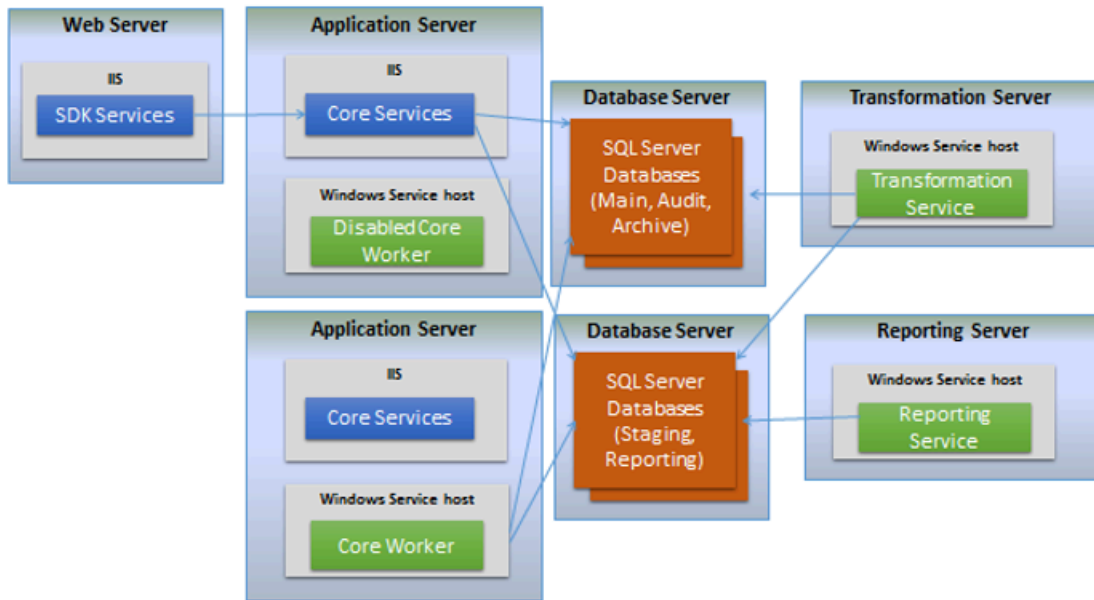 Web Server
IIS
SDK Services
Application Server
IIS
Core Services
Windows Service host
Disabled Core
Worker
Database Server
SQL Server
Databases
(Main, Audit,
Archive)
Transformation Server
Windows Service host
Transformation
Service
Application Server
IIS
Core Services
Windows Service host
Core Worker
Database Server
SQL Server
Databases
(Staging,
Reporting)
Reporting Server
Windows Service host
Reporting
Service